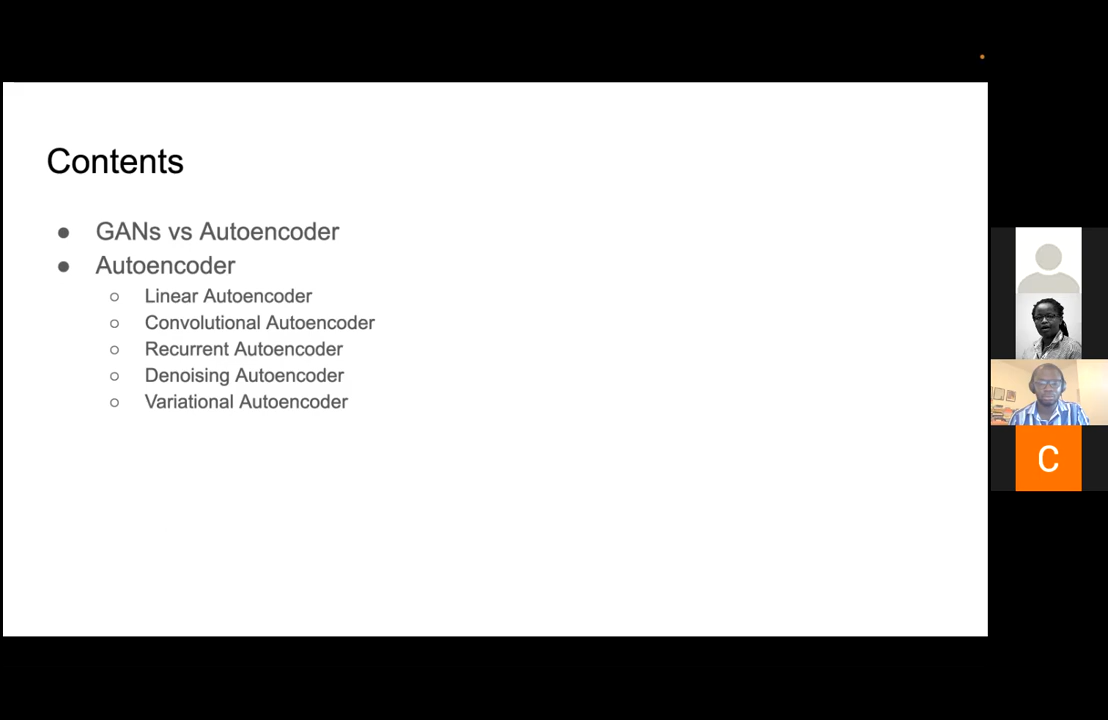 Contents
● GANs vs Autoencoder
● Autoencoder
○ Linear Autoencoder
○ Convolutional Autoencoder
○ Recurrent Autoencoder
○ Denoising Autoencoder
○ Variational Autoencoder
C